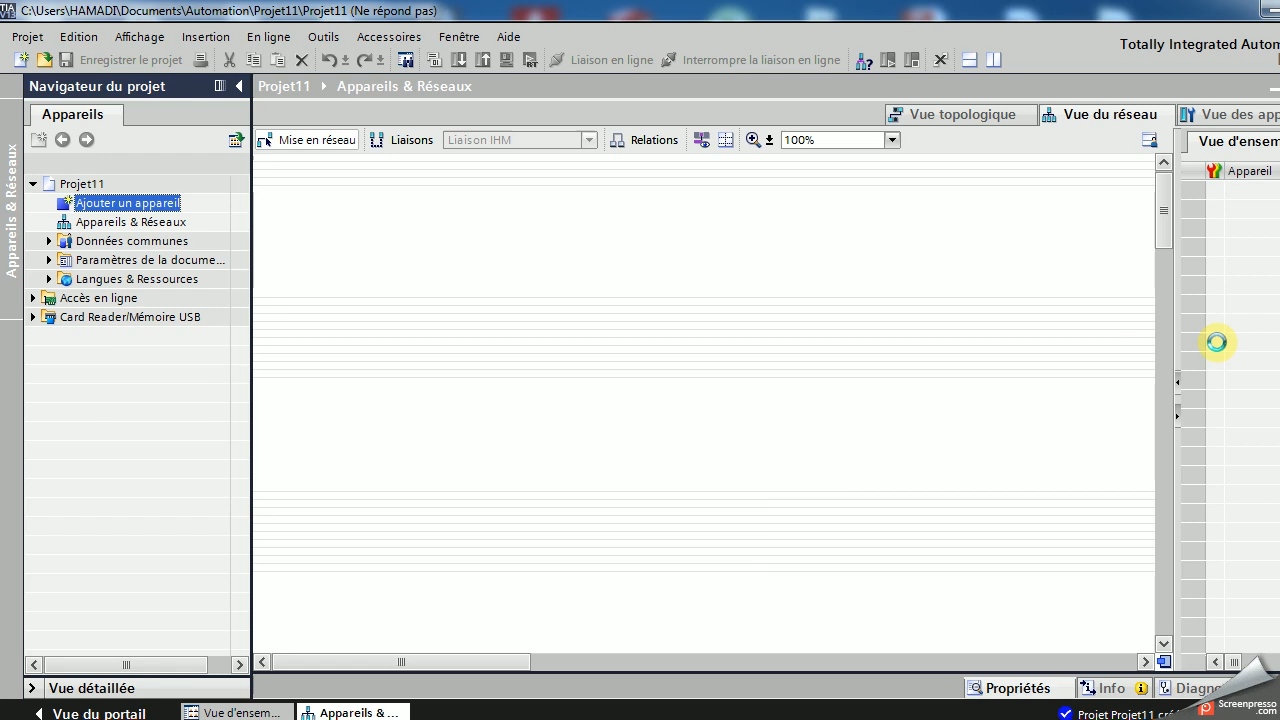 TIA V13 C:\Users\HAMADI\Documents\Automation\Projet11\Projet11 (Ne répond pas)
Projet Edition Affichage Insertion En ligne Outils Accessoires Fenêtre Aide
Totally Integrated Autom
Enregistrer le projet Liaison en ligne Interrompre la liaison en ligne
Navigateur du projet
Projet11 Appareils & Réseaux
Appareils
Vue topologique Vue du réseau Vue des app
Mise en réseau Liaisons Liaison IHM Relations 100%
Vue d'ensem
Appareil
Appareils & Réseaux
Projet11
Ajouter un appareil
Appareils & Réseaux
Données communes
Paramètres de la docume...
Langues & Ressources
Accès en ligne
Card Reader/Mémoire USB
Vue détaillée
Propriétés Info Diagno
Vue du portail Vue d'ensem... Appareils & ...
Projet Projet11 cré
Screenpresso
.com